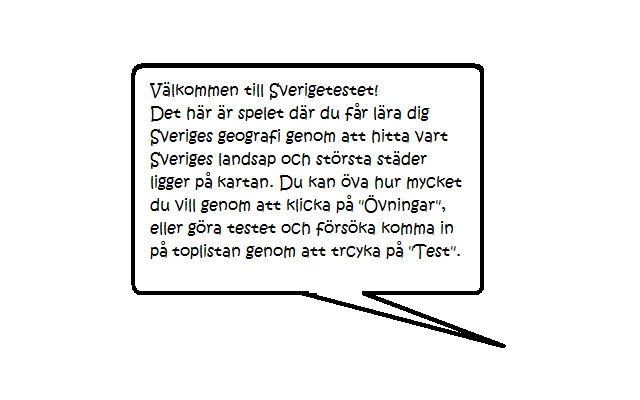 Välkommen till Sverigetestet!
Det här är spelet där du får lära dig
Sveriges geografi genom att hitta vart
Sveriges landsap och största städer
ligger på kartan. Du kan öva hur mycket
du vill genom att klicka på "Övningar",
eller göra testet och försöka komma in
på toplistan genom att trcyka på "Test".